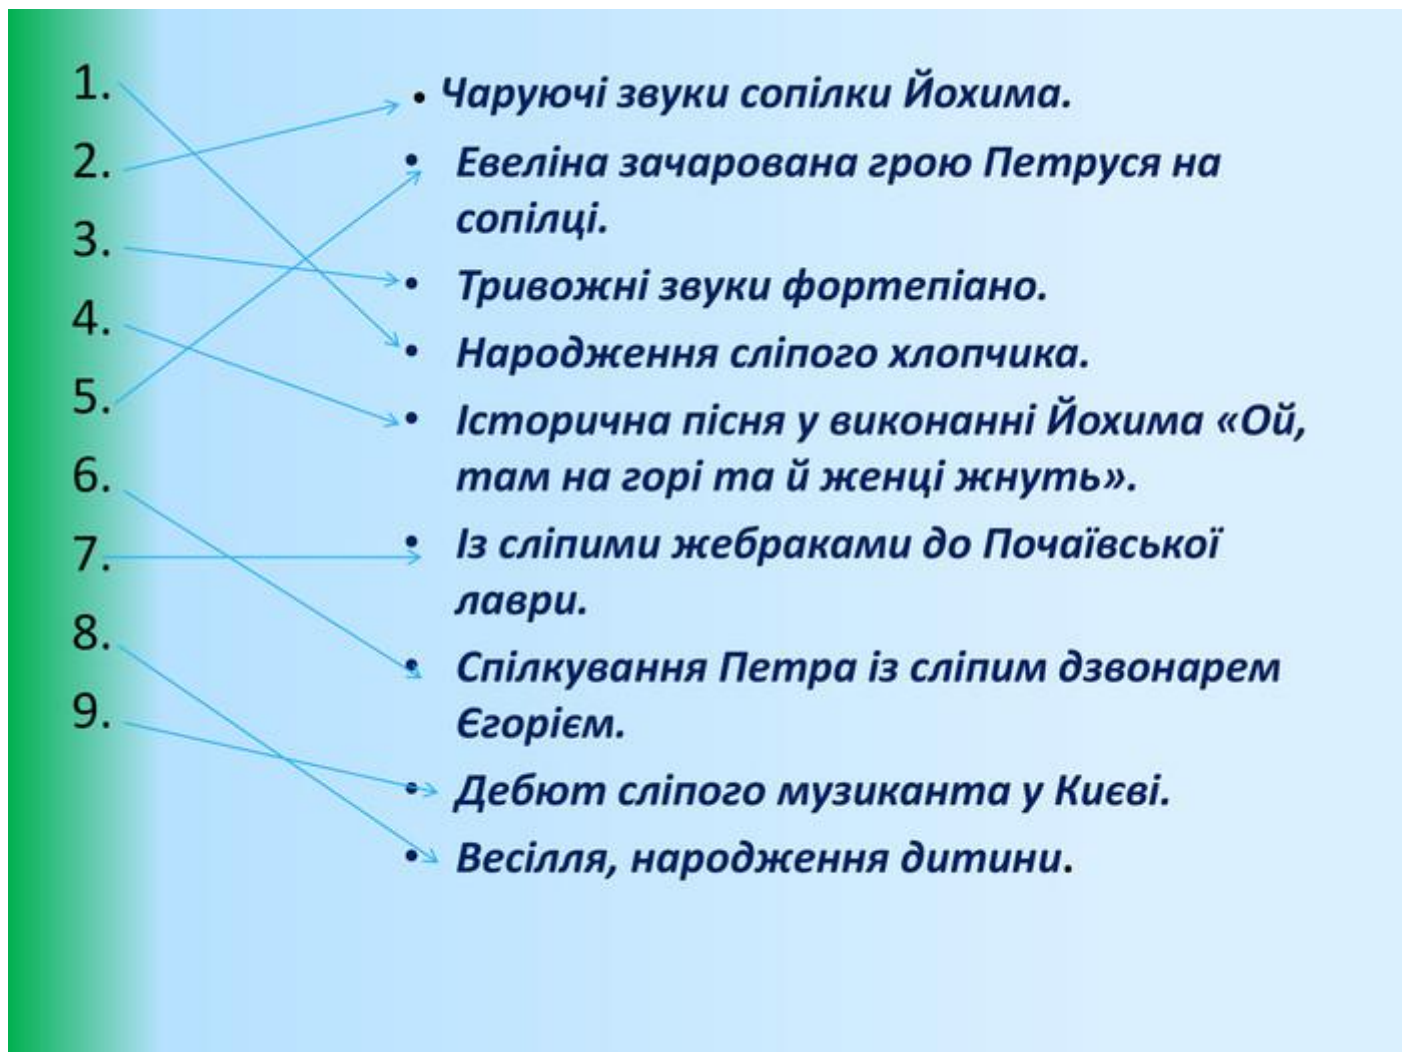 1.
2.
3.
4.
5.
6.
7.
8.
9.
• Чаруючі звуки сопілки Йохима.
• Евеліна зачарована грою Петруся на
сопілці.
• Тривожні звуки фортепіано.
• Народження сліпого хлопчика.
• Історична пісня у виконанні Йохима «Ой,
там на горі та й женці жнуть».
• Із сліпими жебраками до Почаївської
лаври.
• Спілкування Петра із сліпим дзвонарем
Єгорієм.
• Дебют сліпого музиканта у Києві.
• Весілля, народження дитини.